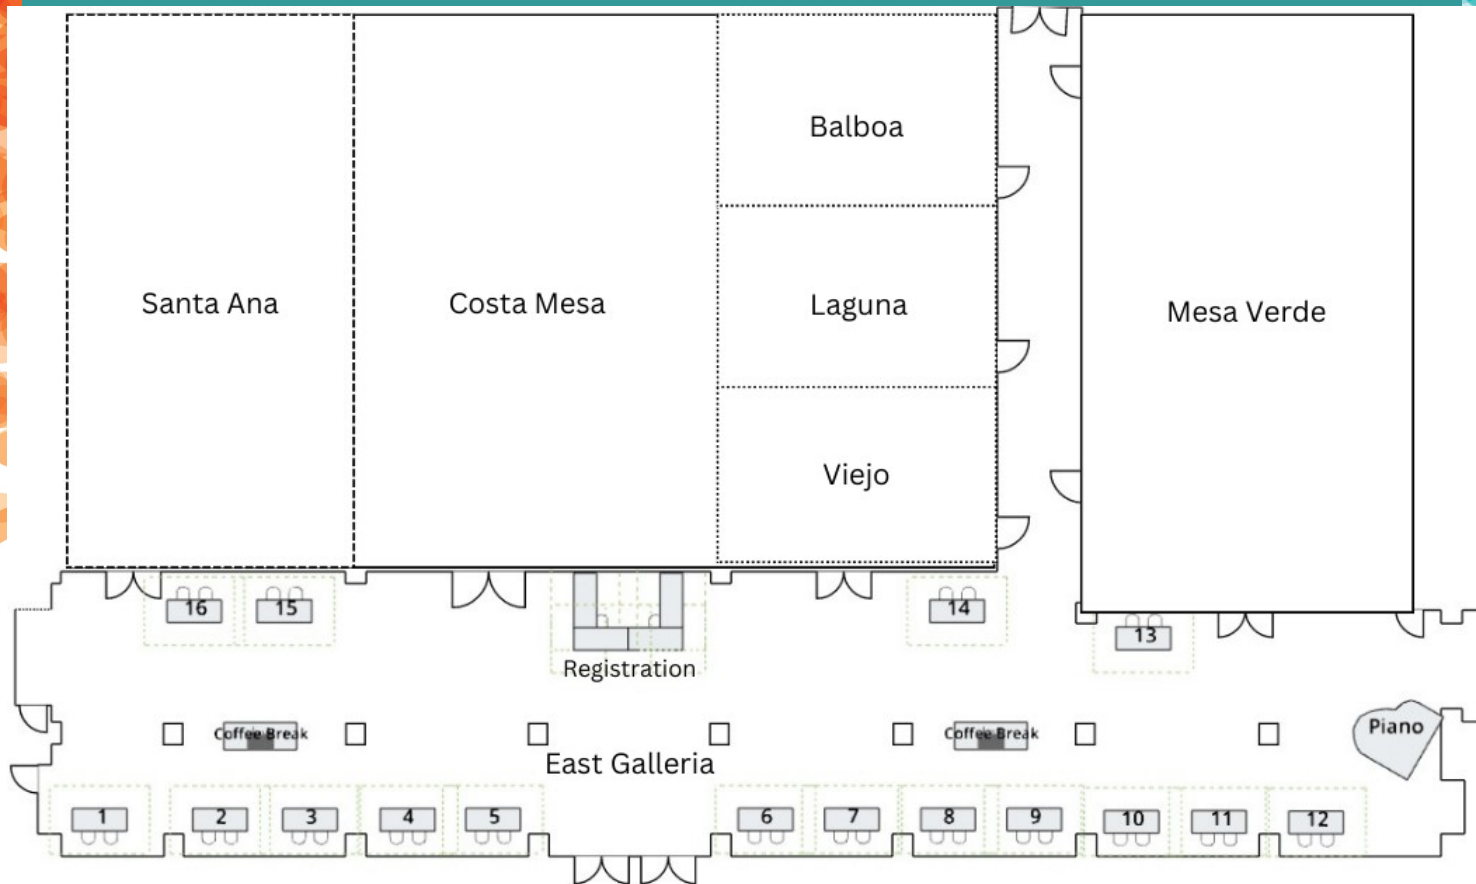 Balboa
Santa Ana
Costa Mesa
Laguna
Mesa Verde
Viejo
16
15
14
13
Registration
Coffee Break
Coffee Break
Piano
East Galleria
1
2
3
4
5
6
7
8
9
10
11
12